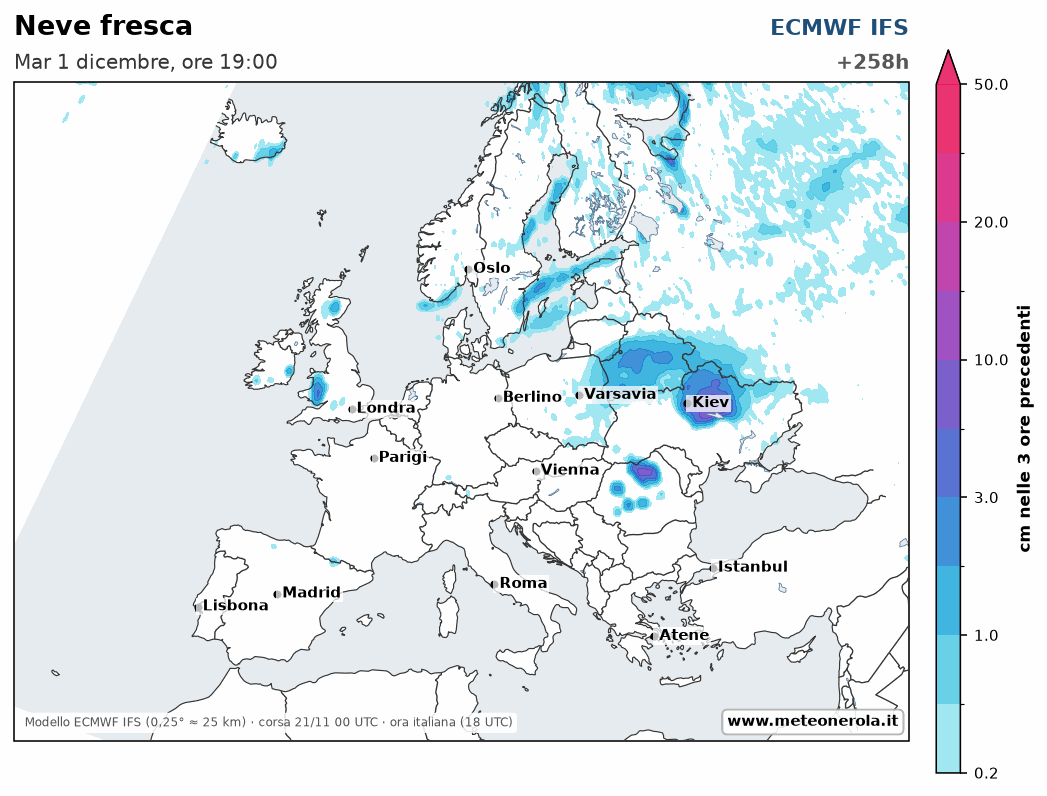 Neve fresca
ECMWF IFS
Mar 1 dicembre, ore 19:00
+258h
50.0
20.0
10.0
3.0
1.0
0.2
cm nelle 3 ore precedenti
Oslo
Londra
Berlino
Varsavia
Kiev
Parigi
Vienna
Istanbul
Roma
Madrid
Lisbona
Atene
Modello ECMWF IFS (0,25° ≈ 25 km) · corsa 21/11 00 UTC · ora italiana (18 UTC)
www.meteonerola.it